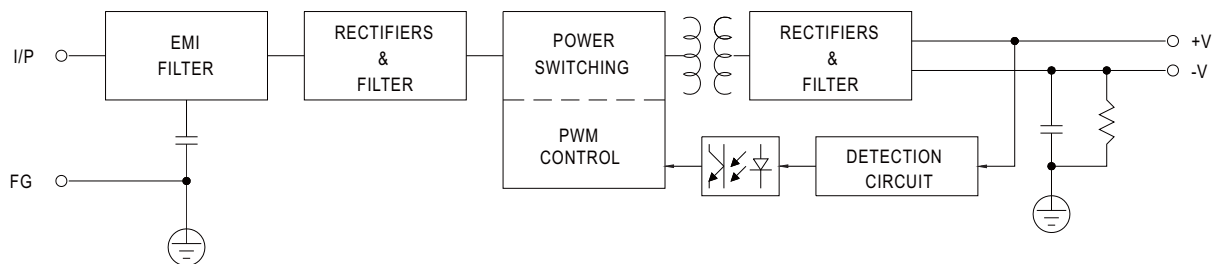 I/P
EMI
FILTER
RECTIFIERS
&
FILTER
POWER
SWITCHING
PWM
CONTROL
RECTIFIERS
&
FILTER
+V
-V
DETECTION
CIRCUIT
FG